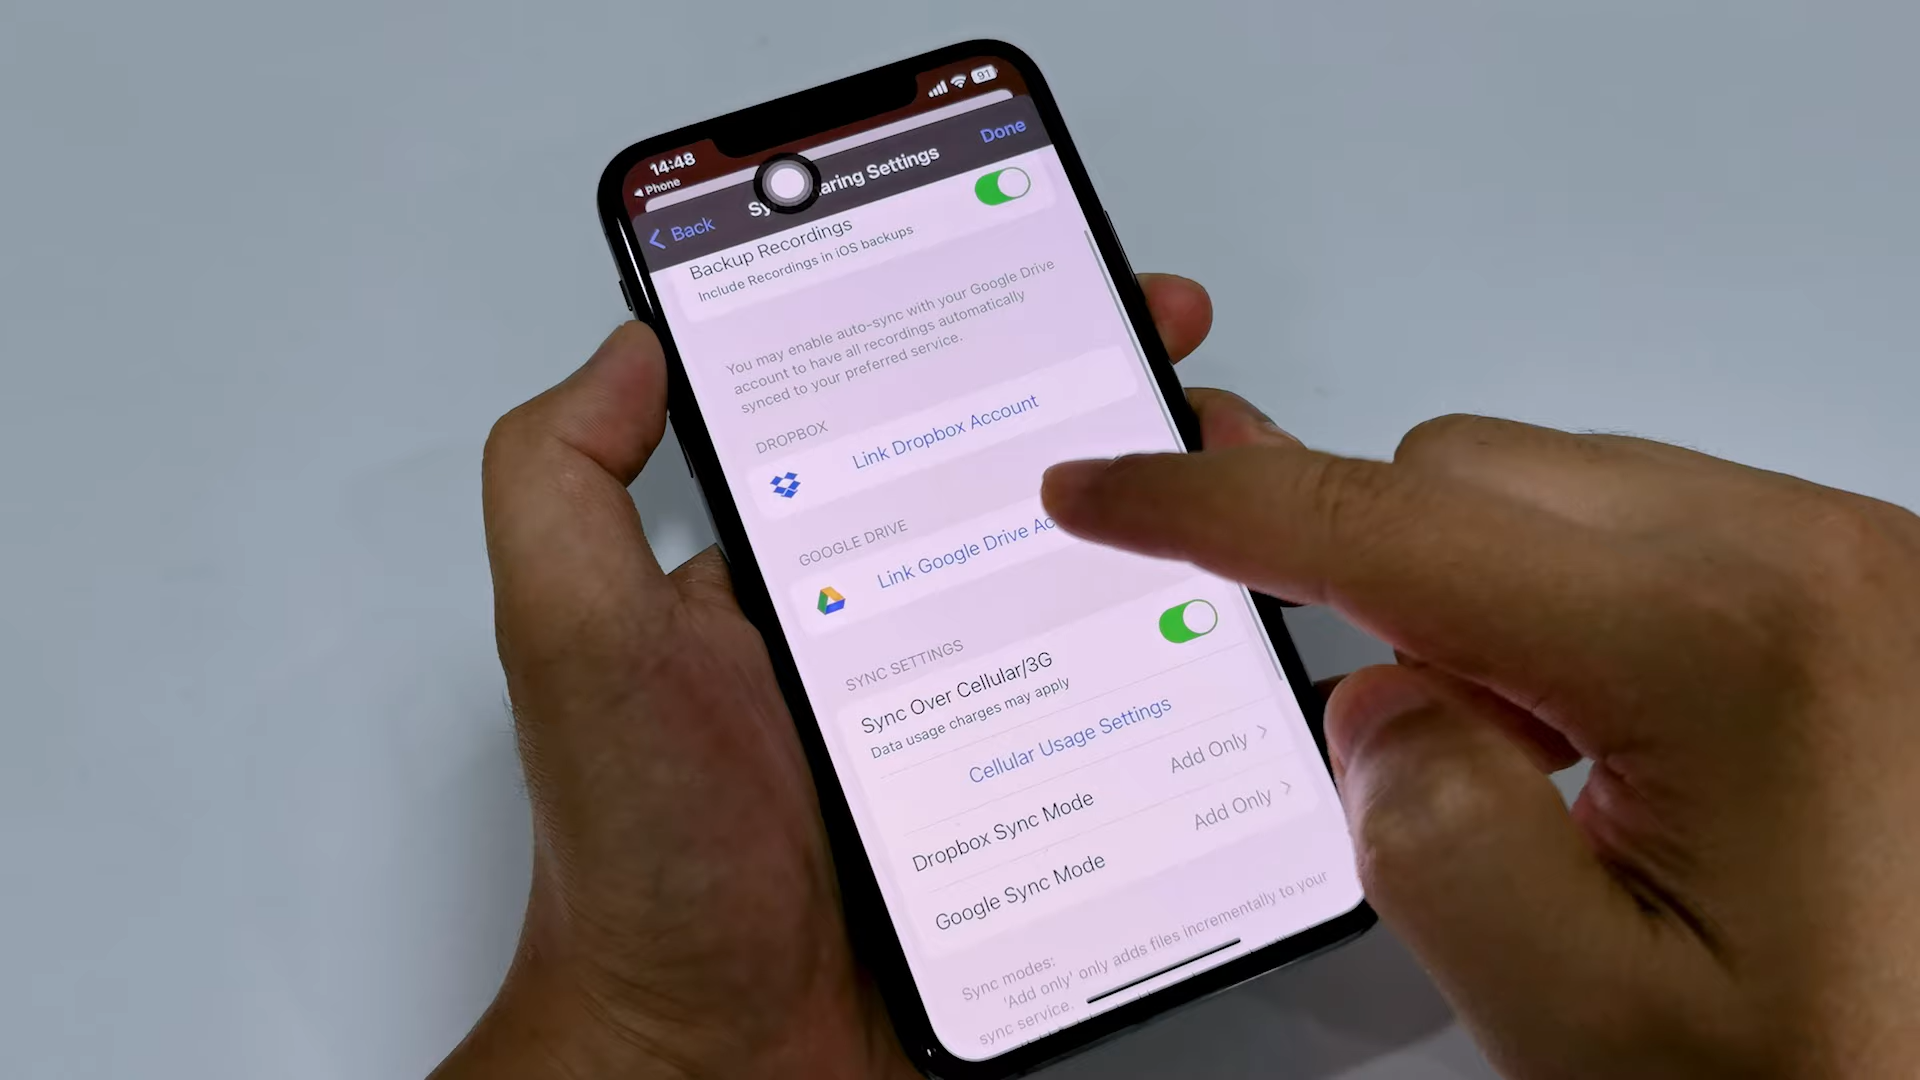 14:48
91
Phone
Done
Back
Sy aring Settings
Backup Recordings
Include Recordings in iOS backups
You may enable auto-sync with your Google Drive
account to have all recordings automatically
synced to your preferred service.
DROPBOX
Link Dropbox Account
GOOGLE DRIVE
Link Google Drive Ac
SYNC SETTINGS
Sync Over Cellular/3G
Data usage charges may apply
Cellular Usage Settings
Dropbox Sync Mode Add Only
Google Sync Mode Add Only
Sync modes:
'Add only' only adds files incrementally to your
sync service.